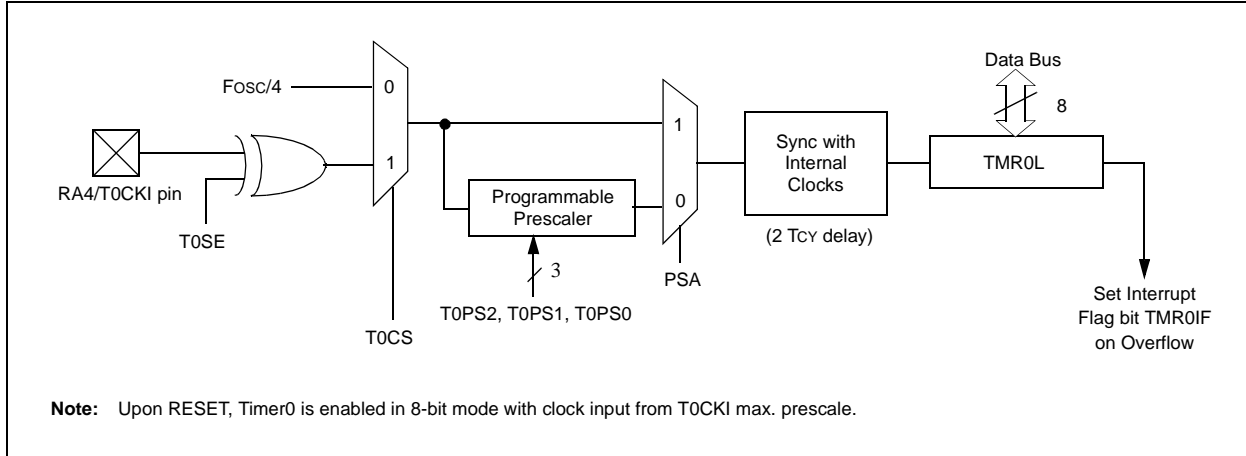 Data Bus
8
Fosc/4
0
1
RA4/T0CKI pin
T0SE
T0CS
Programmable
Prescaler
3
T0PS2, T0PS1, T0PS0
1
0
PSA
Sync with
Internal
Clocks
(2 TCY delay)
TMR0L
Set Interrupt
Flag bit TMR0IF
on Overflow
Note: Upon RESET, Timer0 is enabled in 8-bit mode with clock input from T0CKI max. prescale.